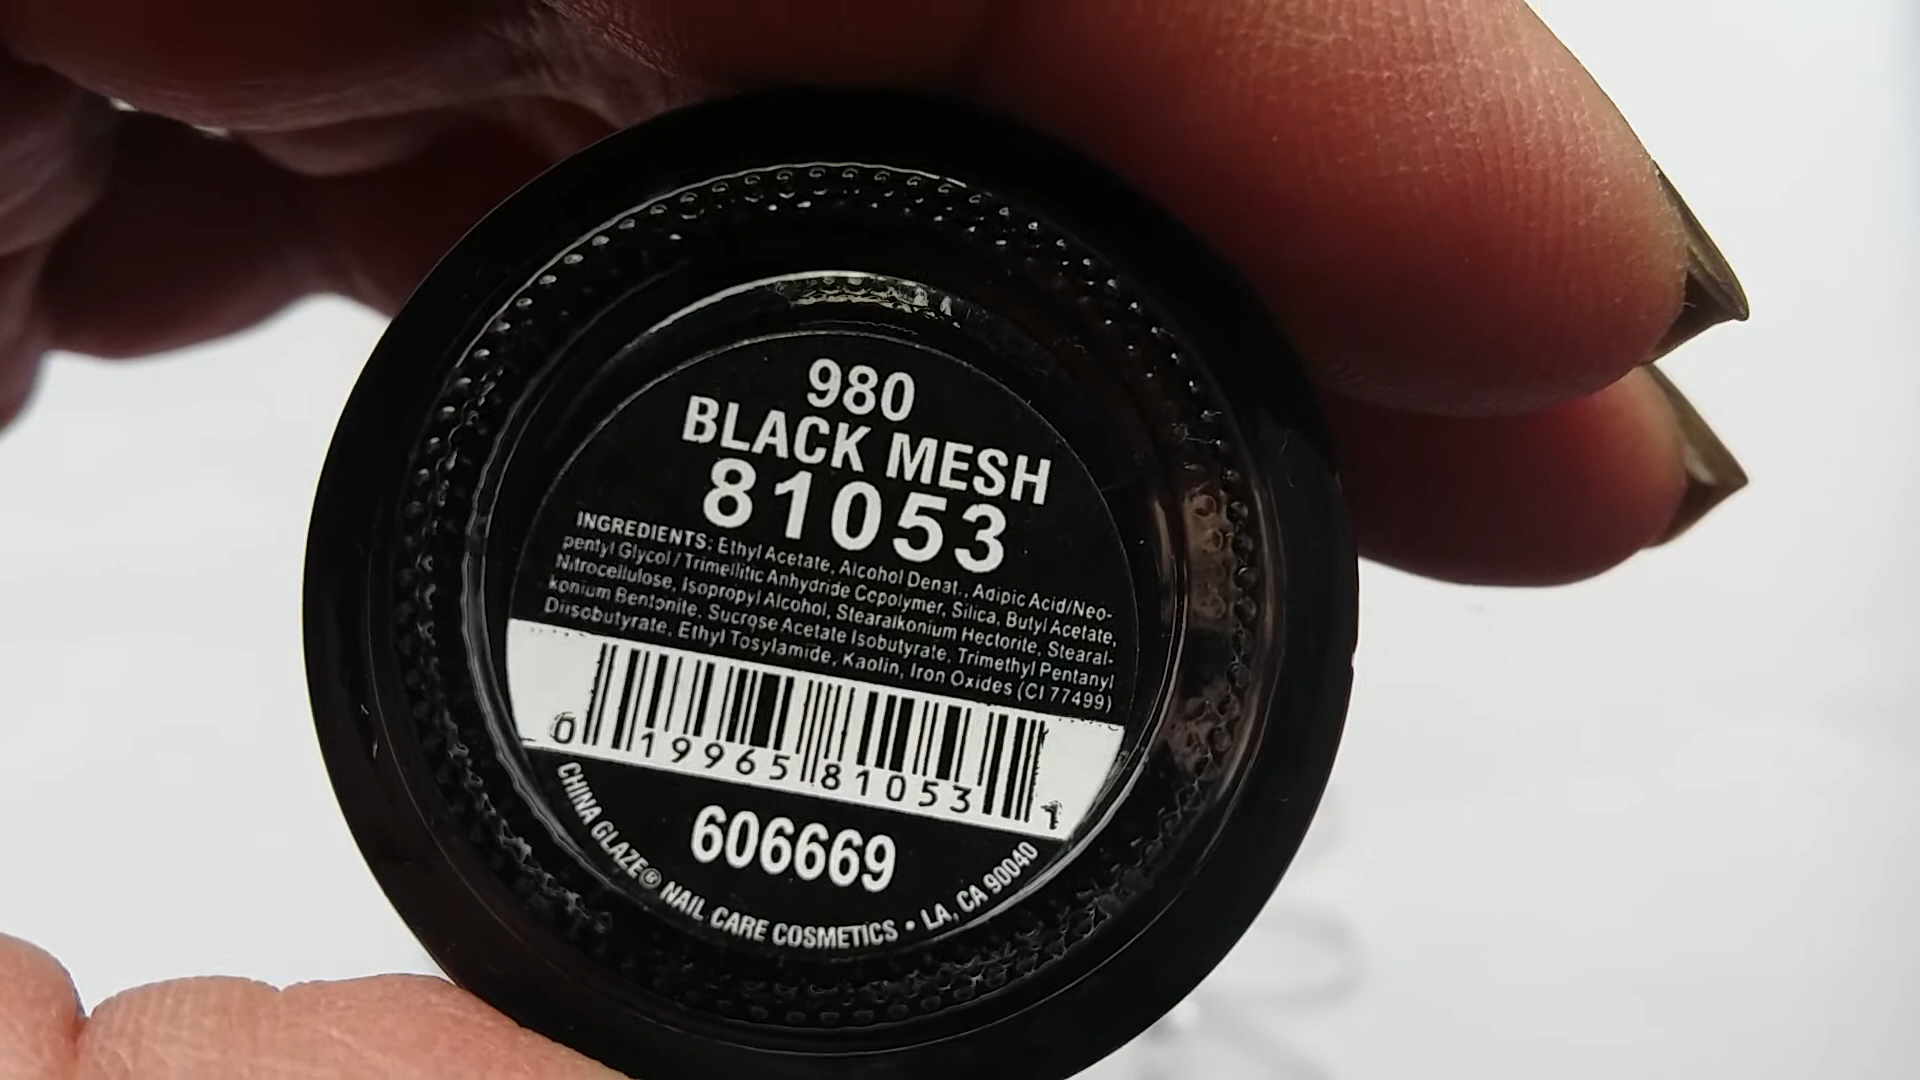 980
BLACK MESH
81053
INGREDIENTS: Ethyl Acetate, Alcohol Denat., Adipic Acid/Neo-
pentyl Glycol / Trimellitic Anhydride Copolymer, Silica, Butyl Acetate,
Nitrocellulose, Isopropyl Alcohol, Stearalkonium Hectorite, Stearal-
konium Bentonite, Sucrose Acetate Isobutyrate, Trimethyl Pentanyl
Diisobutyrate, Ethyl Tosylamide, Kaolin, Iron Oxides (CI 77499)
0 19965 81053 1
606669
CHINA GLAZE® NAIL CARE COSMETICS • LA, CA 90040